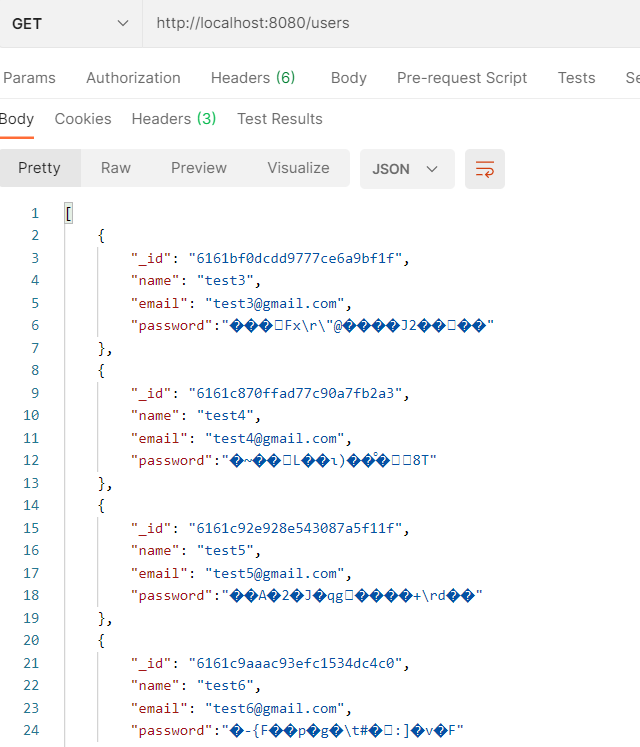 GET http://localhost:8080/users
Params Authorization Headers (6) Body Pre-request Script Tests Se
Body Cookies Headers (3) Test Results
Pretty Raw Preview Visualize JSON
1 [
2 {
3 "_id": "6161bf0dcdd9777ce6a9bf1f",
4 "name": "test3",
5 "email": "test3@gmail.com",
6 "password":"���□Fx\r\"@����J2��□��"
7 },
8 {
9 "_id": "6161c870ffad77c90a7fb2a3",
10 "name": "test4",
11 "email": "test4@gmail.com",
12 "password":"�~��□L��ι)���□□8T"
13 },
14 {
15 "_id": "6161c92e928e543087a5f11f",
16 "name": "test5",
17 "email": "test5@gmail.com",
18 "password":"��A�2�J�qg□����+\rd��"
19 },
20 {
21 "_id": "6161c9aaac93efc1534dc4c0",
22 "name": "test6",
23 "email": "test6@gmail.com",
24 "password":"�-{F��p�g�\t#�□:]�v�F"